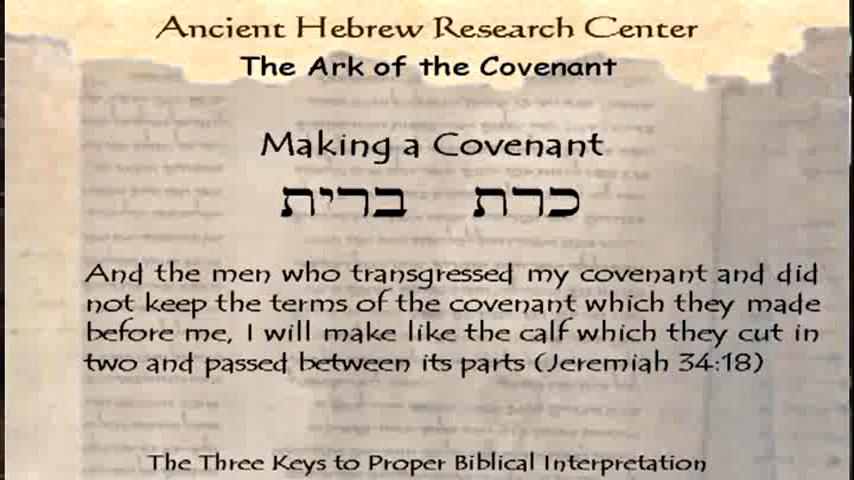 Ancient Hebrew Research Center
The Ark of the Covenant
Making a Covenant
כרת ברית
And the men who transgressed my covenant and did
not keep the terms of the covenant which they made
before me, I will make like the calf which they cut in
two and passed between its parts (Jeremiah 34:18)
The Three Keys to Proper Biblical Interpretation